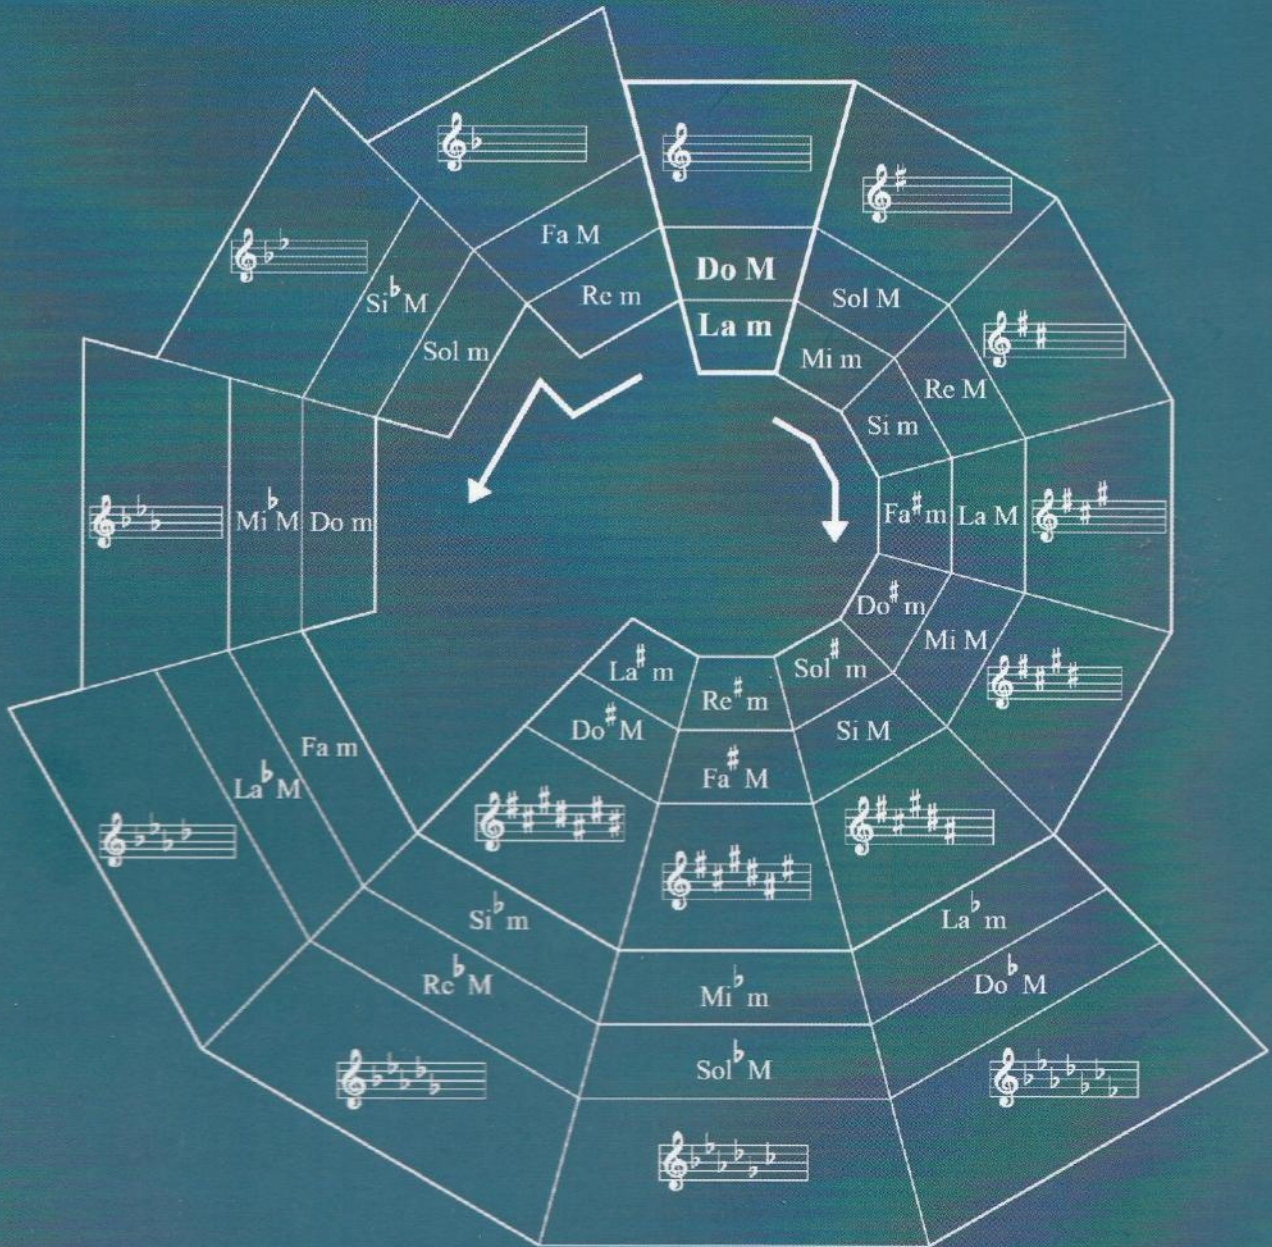 Do M
La m
Sol M
Mi m
Re M
Si m
La M
Fa♯ m
Mi M
Do♯ m
Si M
Sol♯ m
Fa♯ M
Re♯ m
Do♯ M
La♯ m
Fa M
Re m
Si♭ M
Sol m
Mi♭ M
Do m
La♭ M
Fa m
Re♭ M
Si♭ m
Sol♭ M
Mi♭ m
Do♭ M
La♭ m